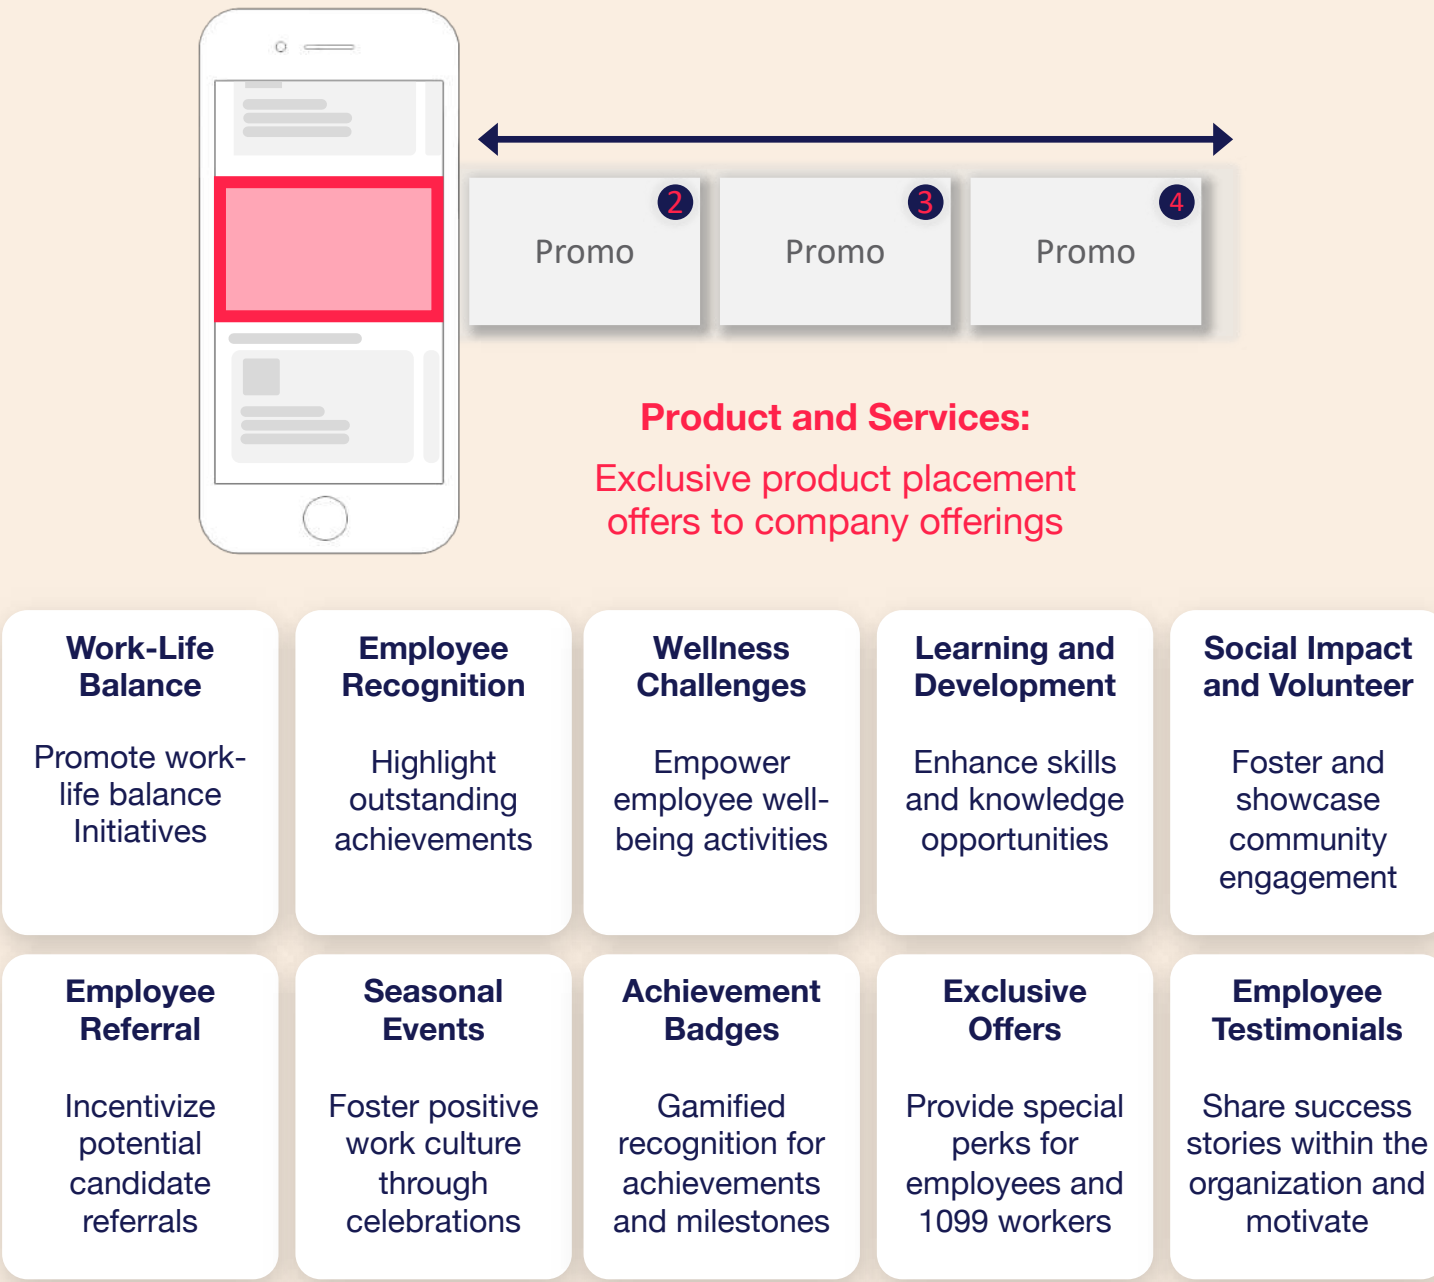 2
3
4
Promo
Promo
Promo
Product and Services:
Exclusive product placement
offers to company offerings
Work-Life
Balance
Promote work-
life balance
Initiatives
Employee
Recognition
Highlight
outstanding
achievements
Wellness
Challenges
Empower
employee well-
being activities
Learning and
Development
Enhance skills
and knowledge
opportunities
Social Impact
and Volunteer
Foster and
showcase
community
engagement
Employee
Referral
Incentivize
potential
candidate
referrals
Seasonal
Events
Foster positive
work culture
through
celebrations
Achievement
Badges
Gamified
recognition for
achievements
and milestones
Exclusive
Offers
Provide special
perks for
employees and
1099 workers
Employee
Testimonials
Share success
stories within the
organization and
motivate